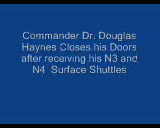 Commander Dr. Douglas
Haynes Closes his Doors
after receiving his N3 and
N4 Surface Shuttles